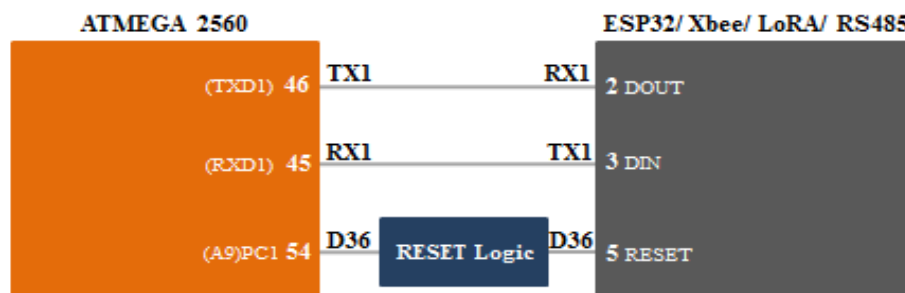 ATMEGA 2560 ESP32/ Xbee/ LoRA/ RS485
(TXD1) 46 TX1 RX1 2 DOUT
(RXD1) 45 RX1 TX1 3 DIN
(A9)PC1 54 D36 RESET Logic D36 5 RESET